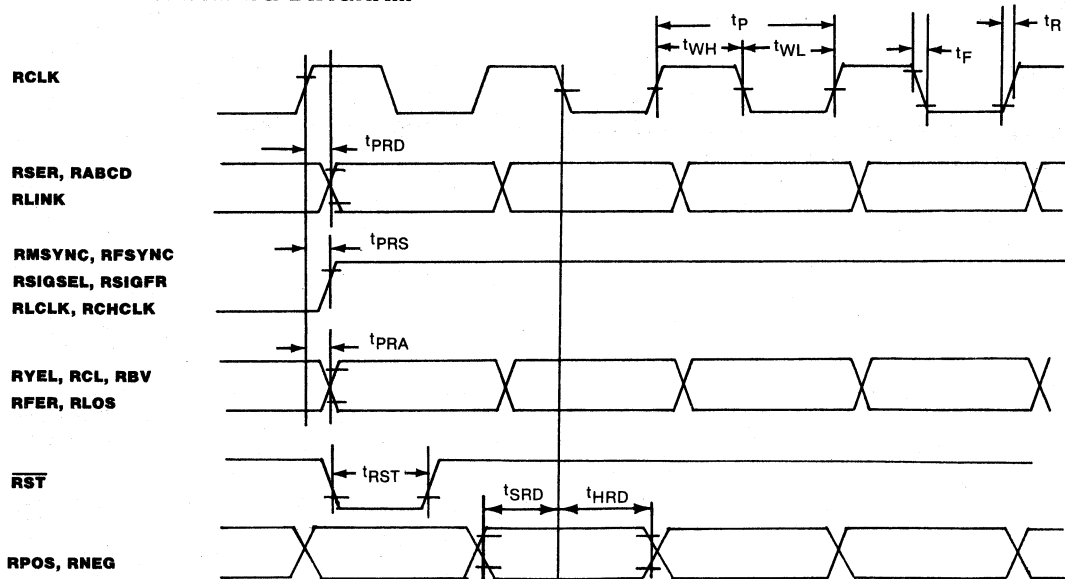 tP
tR
tWH
tWL
tF
RCLK
tPRD
RSER, RABCD
RLINK
tPRS
RMSYNC, RFSYNC
RSIGSEL, RSIGFR
RLCLK, RCHCLK
tPRA
RYEL, RCL, RBV
RFER, RLOS
RST
tRST
tSRD
tHRD
RPOS, RNEG